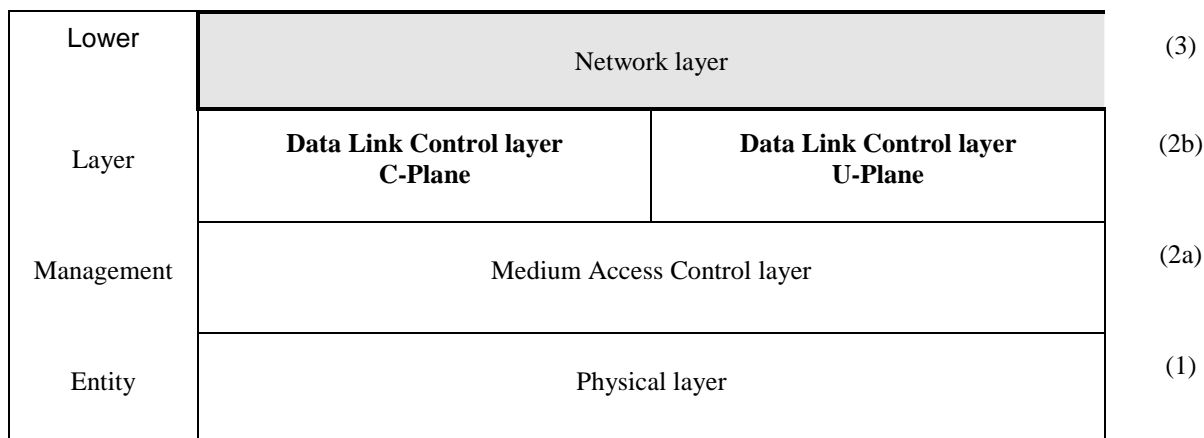 Lower
Network layer
(3)
Layer
Data Link Control layer
C-Plane
Data Link Control layer
U-Plane
(2b)
Management
Medium Access Control layer
(2a)
Entity
Physical layer
(1)